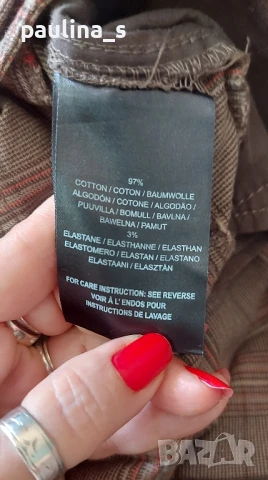 paulina_s
97%
COTTON / COTON / BAUMWOLLE
ALGODÓN / COTONE / ALGODÃO /
PUUVILLA / BOMULL / BAVLNA /
BAWELNA / PAMUT
3%
ELASTANE / ELASTHANNE / ELASTHAN
ELASTOMERO / ELASTAN / ELASTANO
ELASTAANI / ELASZTÁN
FOR CARE INSTRUCTION: SEE REVERSE
VOIR À L' ENDOS POUR
INSTRUCTIONS DE LAVAGE
BAZAR
bg